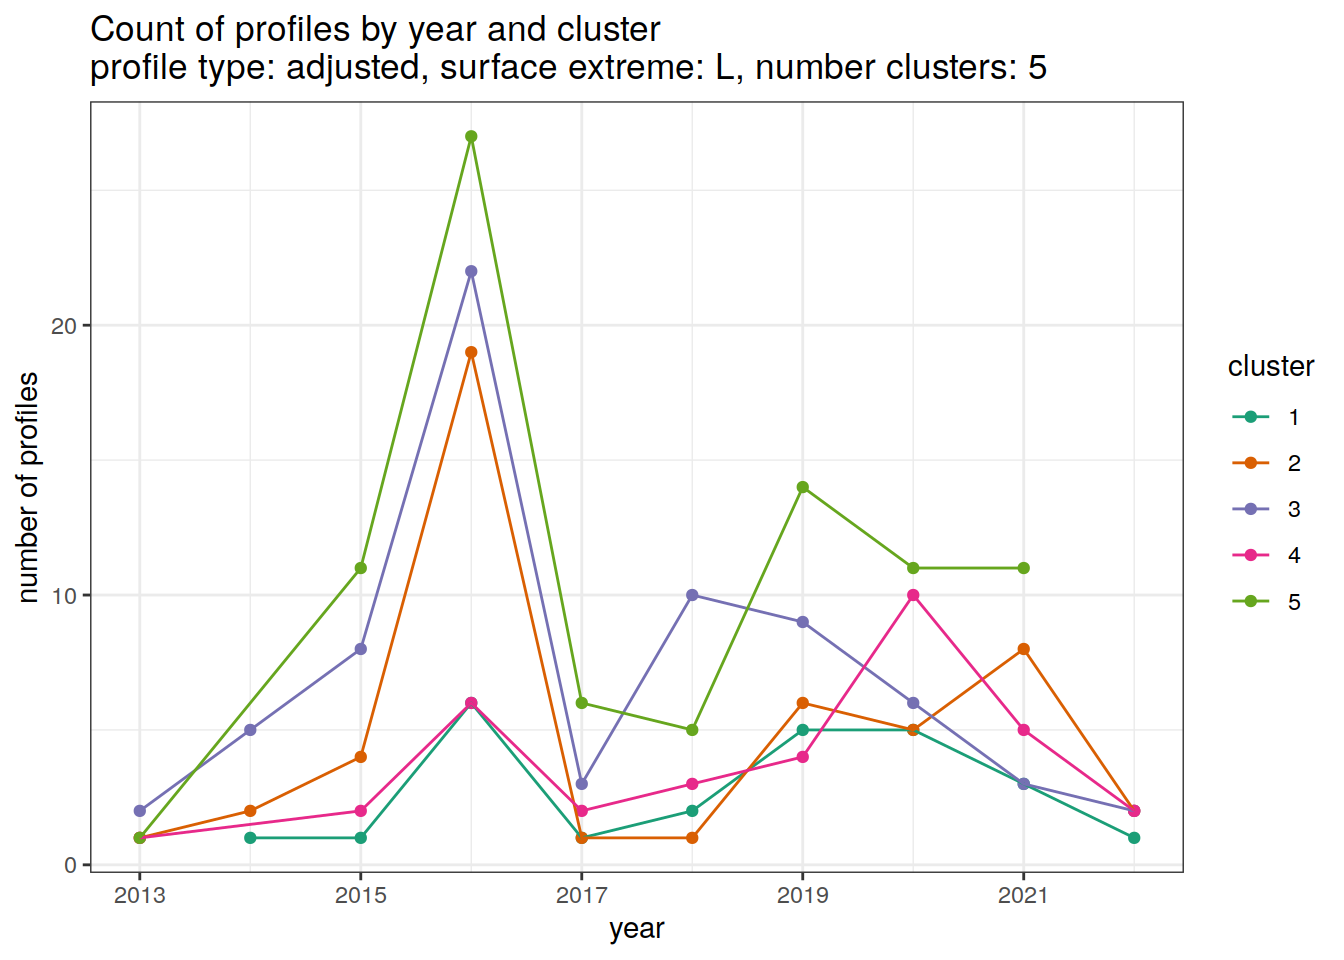 Count of profiles by year and cluster
profile type: adjusted, surface extreme: L, number clusters: 5
number of profiles
20
10
0
2013 2015 2017 2019 2021
year
cluster
1
2
3
4
5